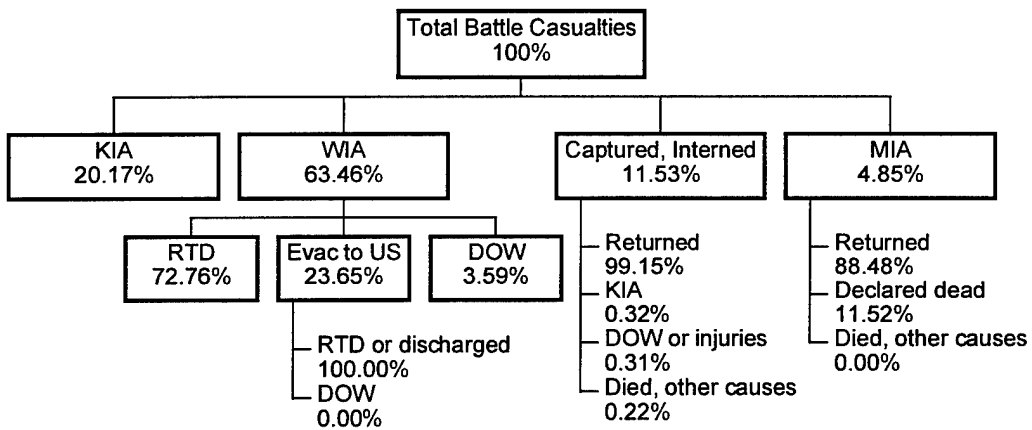 Total Battle Casualties
100%
KIA
20.17%
WIA
63.46%
Captured, Interned
11.53%
MIA
4.85%
RTD
72.76%
Evac to US
23.65%
DOW
3.59%
RTD or discharged
100.00%
DOW
0.00%
Returned
99.15%
KIA
0.32%
DOW or injuries
0.31%
Died, other causes
0.22%
Returned
88.48%
Declared dead
11.52%
Died, other causes
0.00%